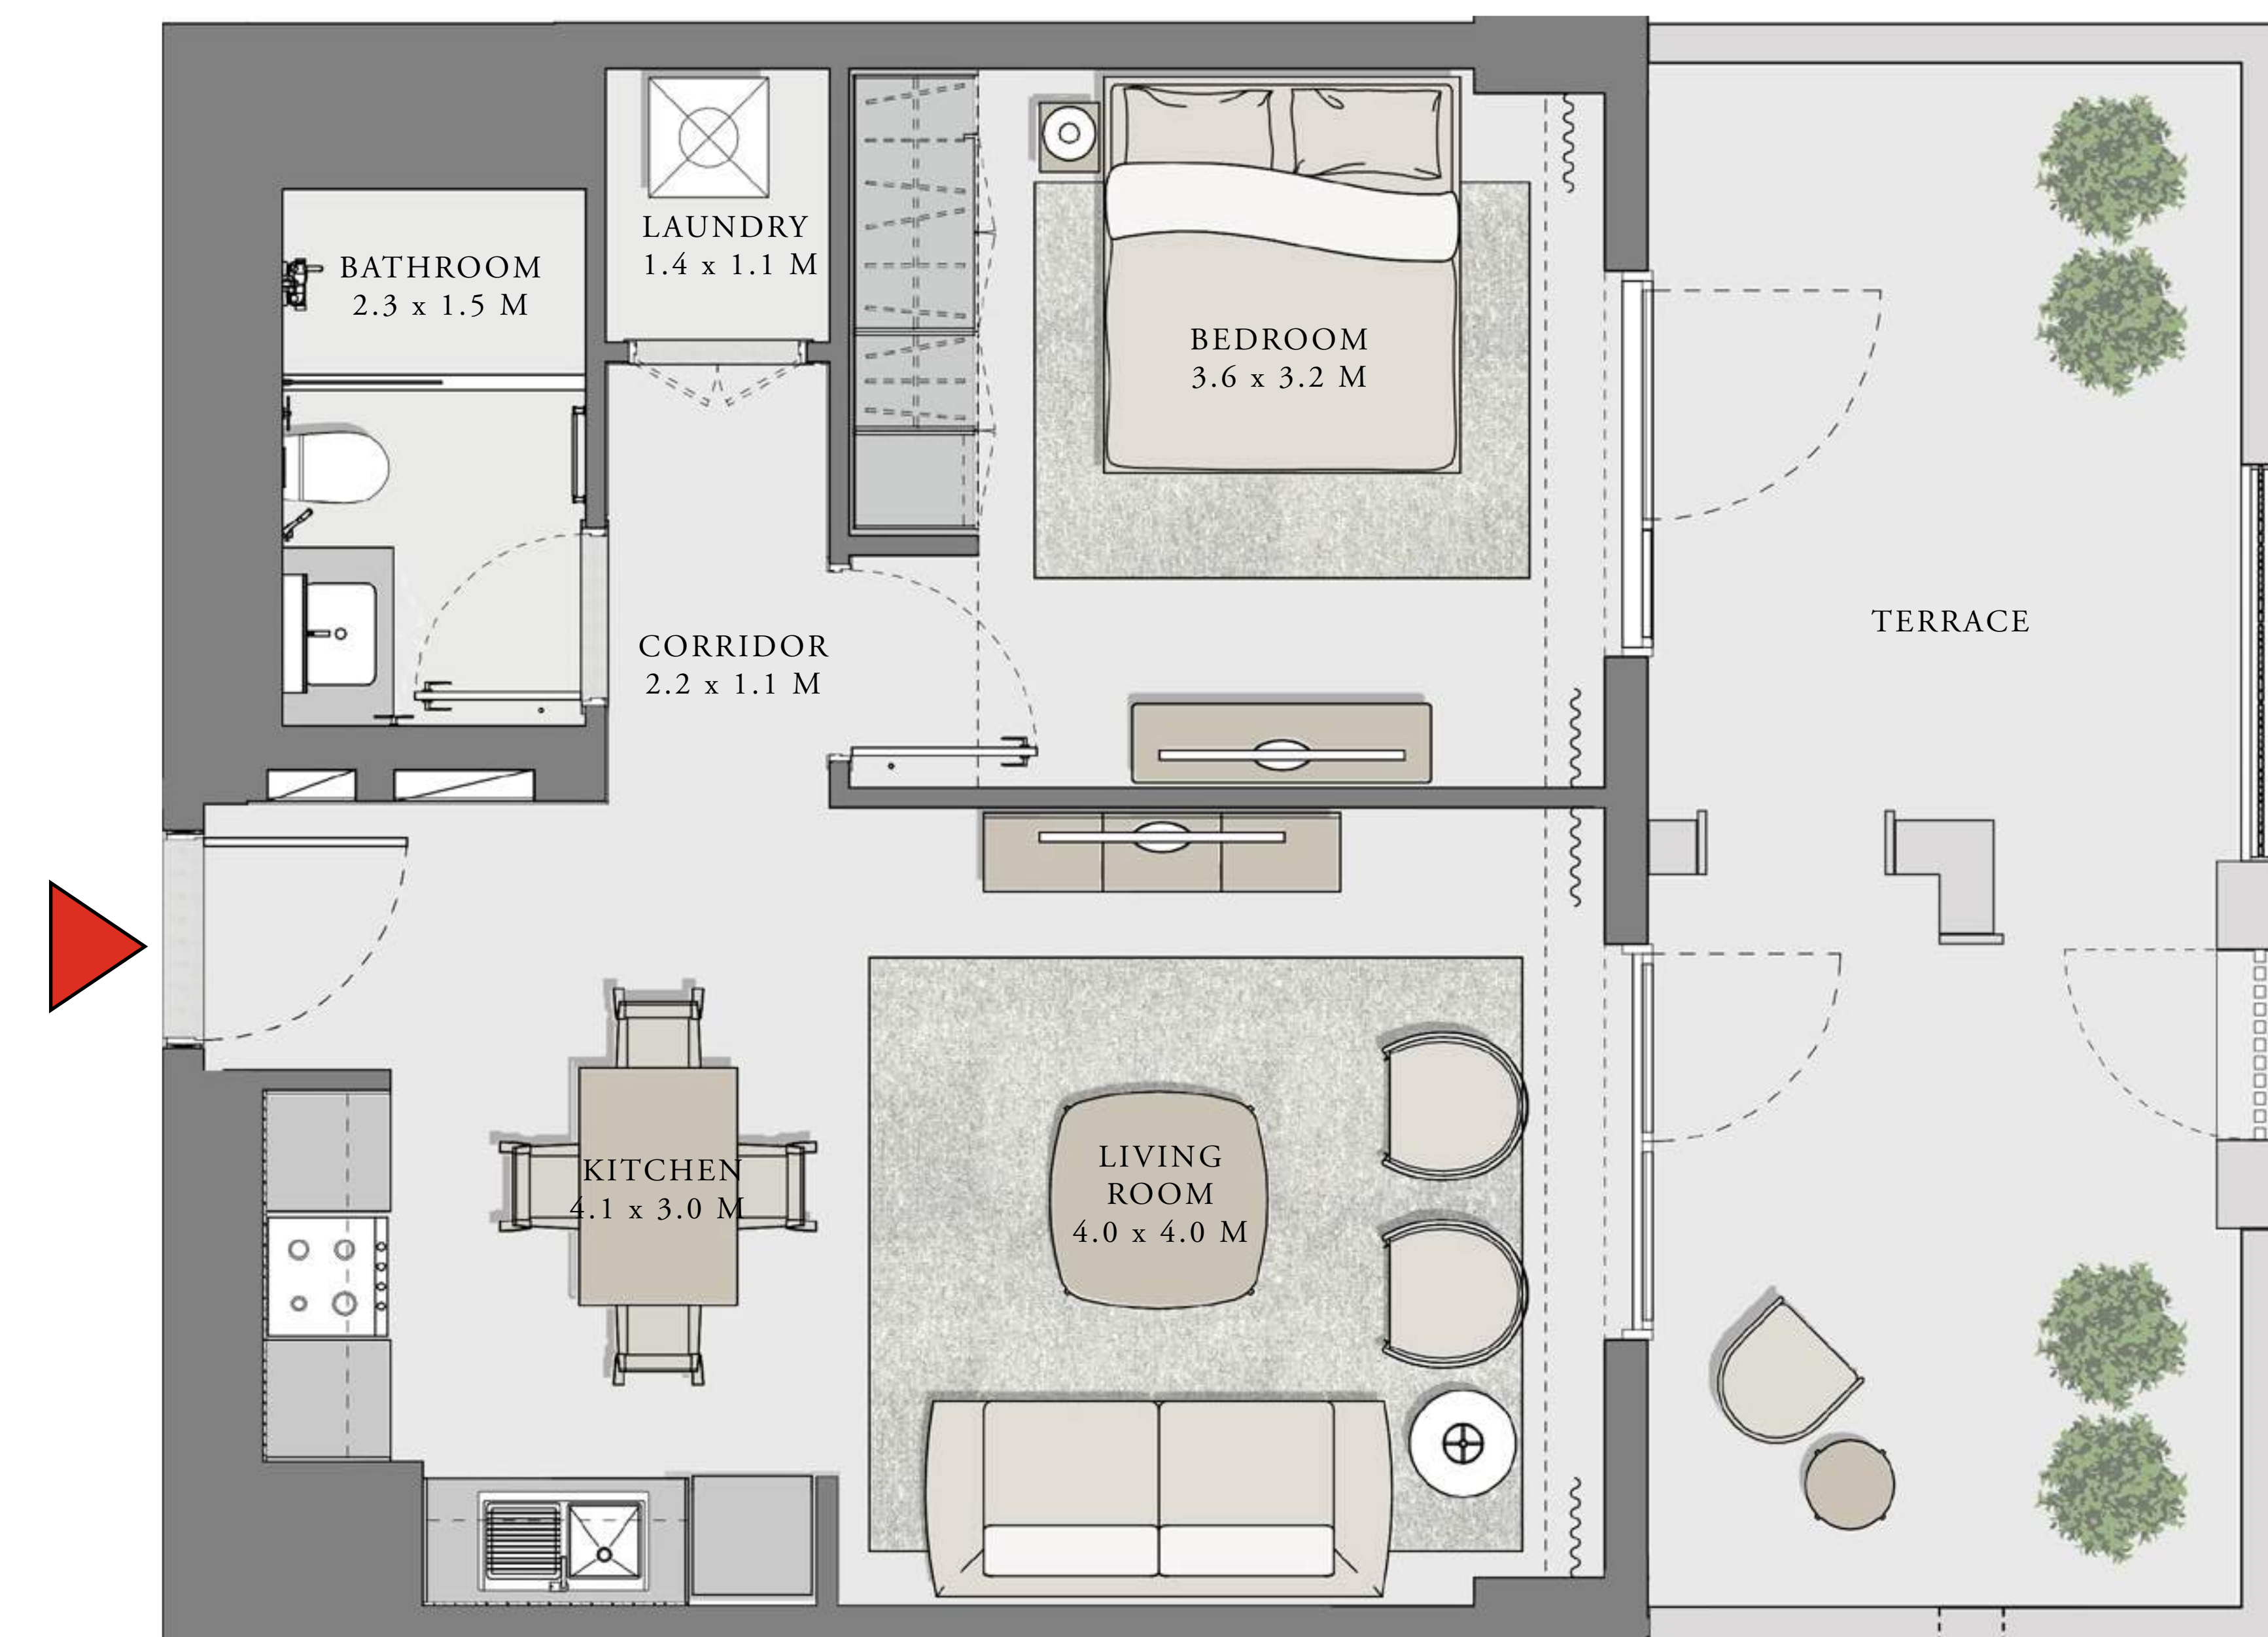 LAUNDRY
1.4 x 1.1 M
BATHROOM
2.3 x 1.5 M
BEDROOM
3.6 x 3.2 M
TERRACE
CORRIDOR
2.2 x 1.1 M
KITCHEN
4.1 x 3.0 M
LIVING
ROOM
4.0 x 4.0 M